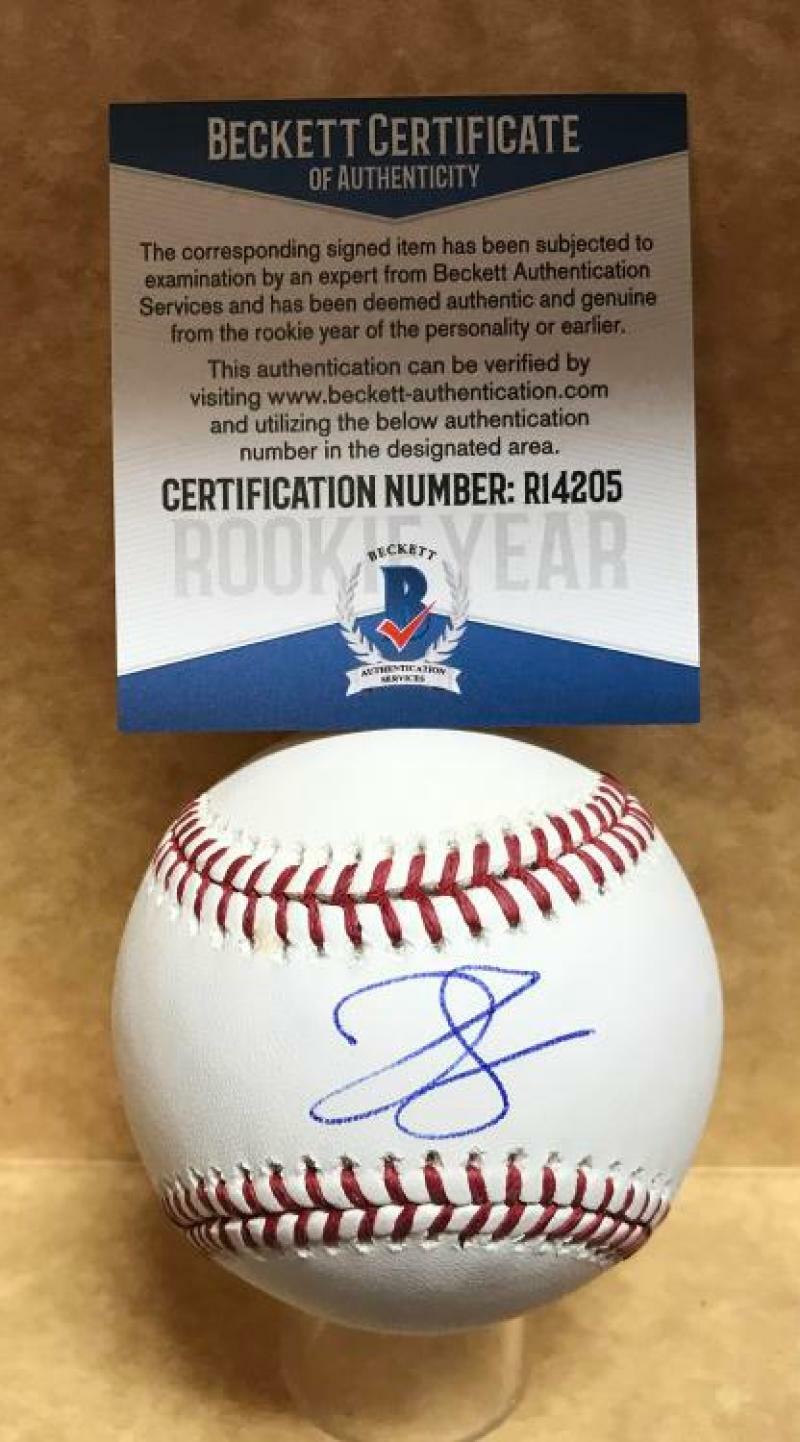 BECKETT CERTIFICATE
OF AUTHENTICITY
The corresponding signed item has been subjected to
examination by an expert from Beckett Authentication
Services and has been deemed authentic and genuine
from the rookie year of the personality or earlier.
This authentication can be verified by
visiting www.beckett-authentication.com
and utilizing the below authentication
number in the designated area.
CERTIFICATION NUMBER: R14205
ROOKIE YEAR
BECKETT
B
AUTHENTICATION
SERVICES